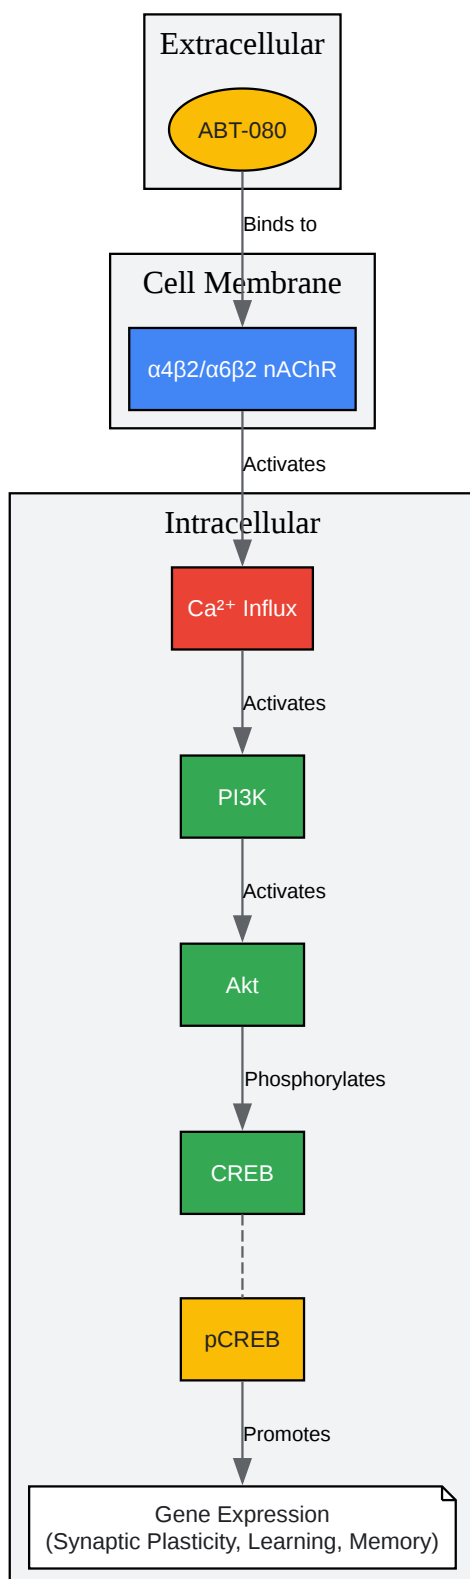 Extracellular
ABT-080
Binds to
Cell Membrane
α4β2/α6β2 nAChR
Activates
Intracellular
Ca²⁺ Influx
Activates
PI3K
Activates
Akt
Phosphorylates
CREB
pCREB
Promotes
Gene Expression
(Synaptic Plasticity, Learning, Memory)